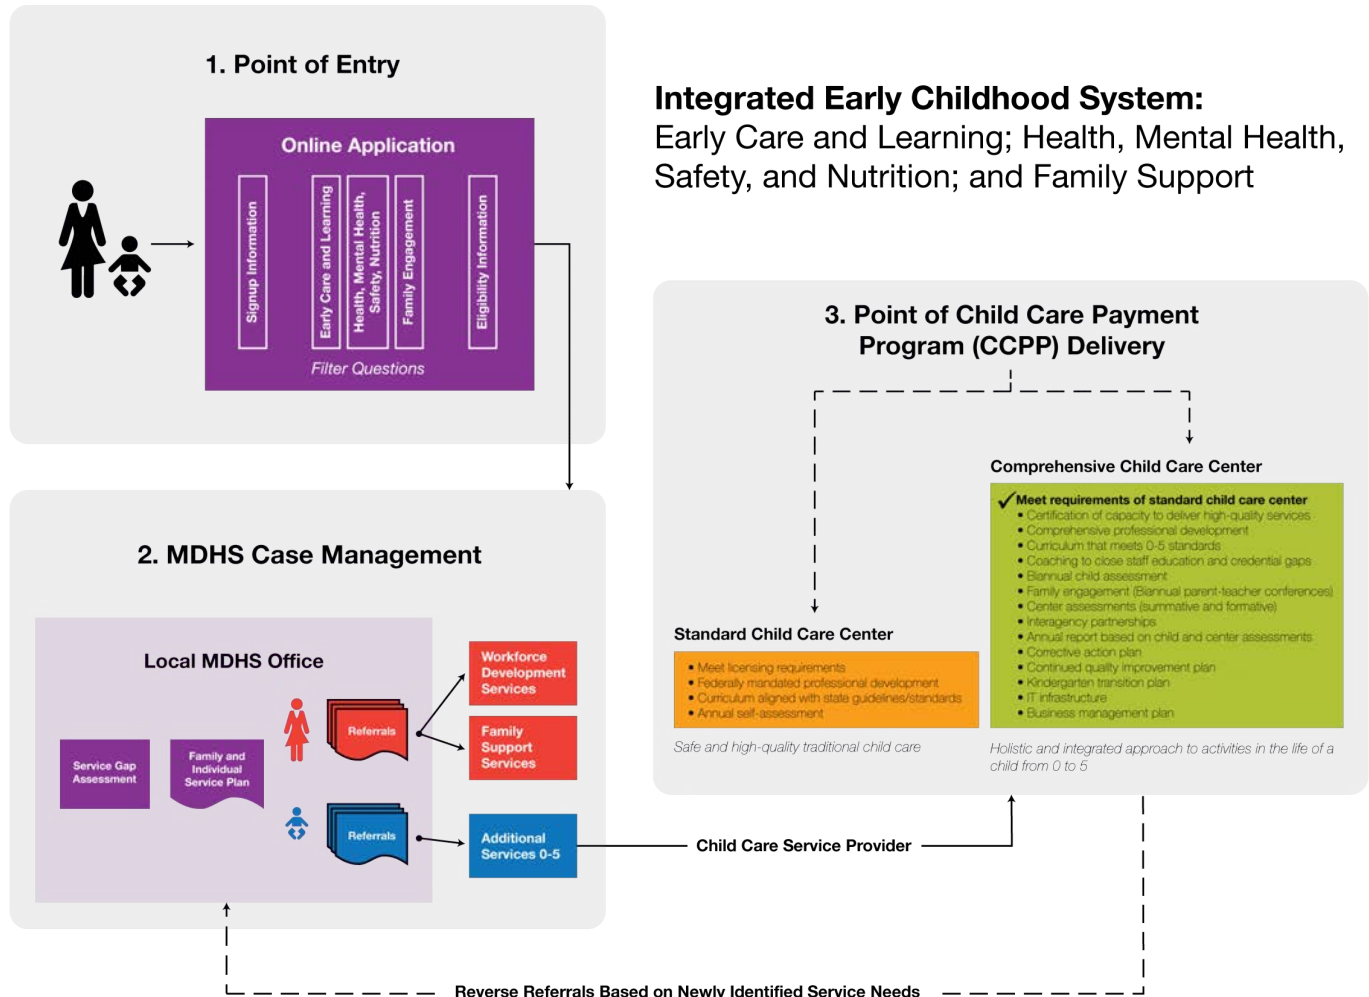 1. Point of Entry
Online Application
Signup Information
Early Care and Learning
Health, Mental Health,
Safety, Nutrition
Family Engagement
Eligibility Information
Filter Questions
Integrated Early Childhood System:
Early Care and Learning; Health, Mental Health,
Safety, and Nutrition; and Family Support
2. MDHS Case Management
Local MDHS Office
Service Gap
Assessment
Family and
Individual
Service Plan
Referrals
Referrals
Workforce
Development
Services
Family
Support
Services
Additional
Services 0-5
Child Care Service Provider
3. Point of Child Care Payment
Program (CCPP) Delivery
Standard Child Care Center
• Meet licensing requirements
• Federally mandated professional development
• Curriculum aligned with state guidelines/standards
• Annual self-assessment
Safe and high-quality traditional child care
Comprehensive Child Care Center
✓Meet requirements of standard child care center
• Certification of capacity to deliver high-quality services
• Comprehensive professional development
• Curriculum that meets 0-5 standards
• Coaching to close staff education and credential gaps
• Biannual child assessment
• Family engagement (Biannual parent-teacher conferences)
• Center assessments (summative and formative)
• Interagency partnerships
• Annual report based on child and center assessments
• Corrective action plan
• Continued quality improvement plan
• Kindergarten transition plan
• IT infrastructure
• Business management plan
Holistic and integrated approach to activities in the life of a
child from 0 to 5
Reverse Referrals Based on Newly Identified Service Needs